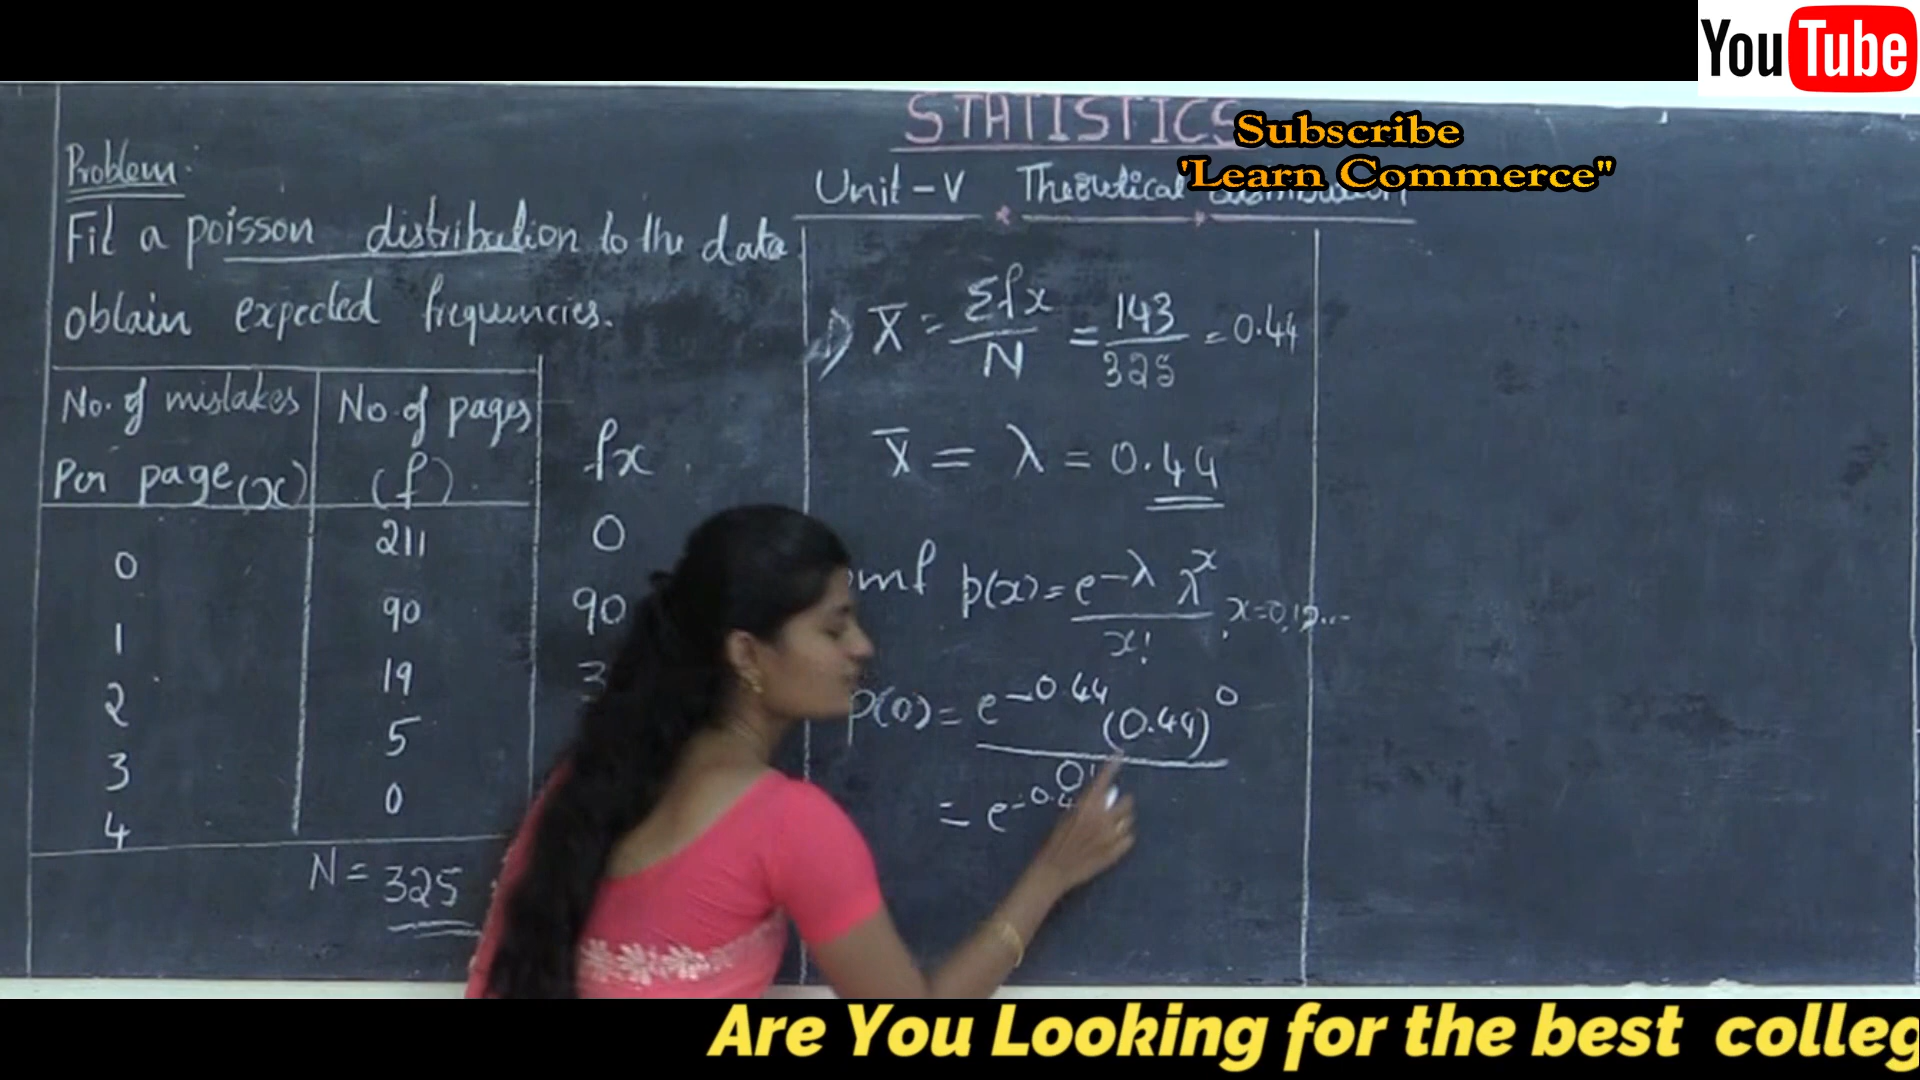 YouTube
STATISTICS
Subscribe
'Learn Commerce"
Unit - V Theoretical
Problem:
Fit a poisson distribution to the data
obtain expected frequencies.
No. of mistakes Per page (x) | No. of pages (f) | fx
0 211 0
1 90 90
2 19
3 5
4 0
N = 325
1) X̅ = Σfx/N = 143/325 = 0.44
X̅ = λ = 0.44
p(x) = e^-λ λ^x / x! , x = 0,1,2...
P(0) = e^-0.44 (0.44)^0 / 0!
Are You Looking for the best